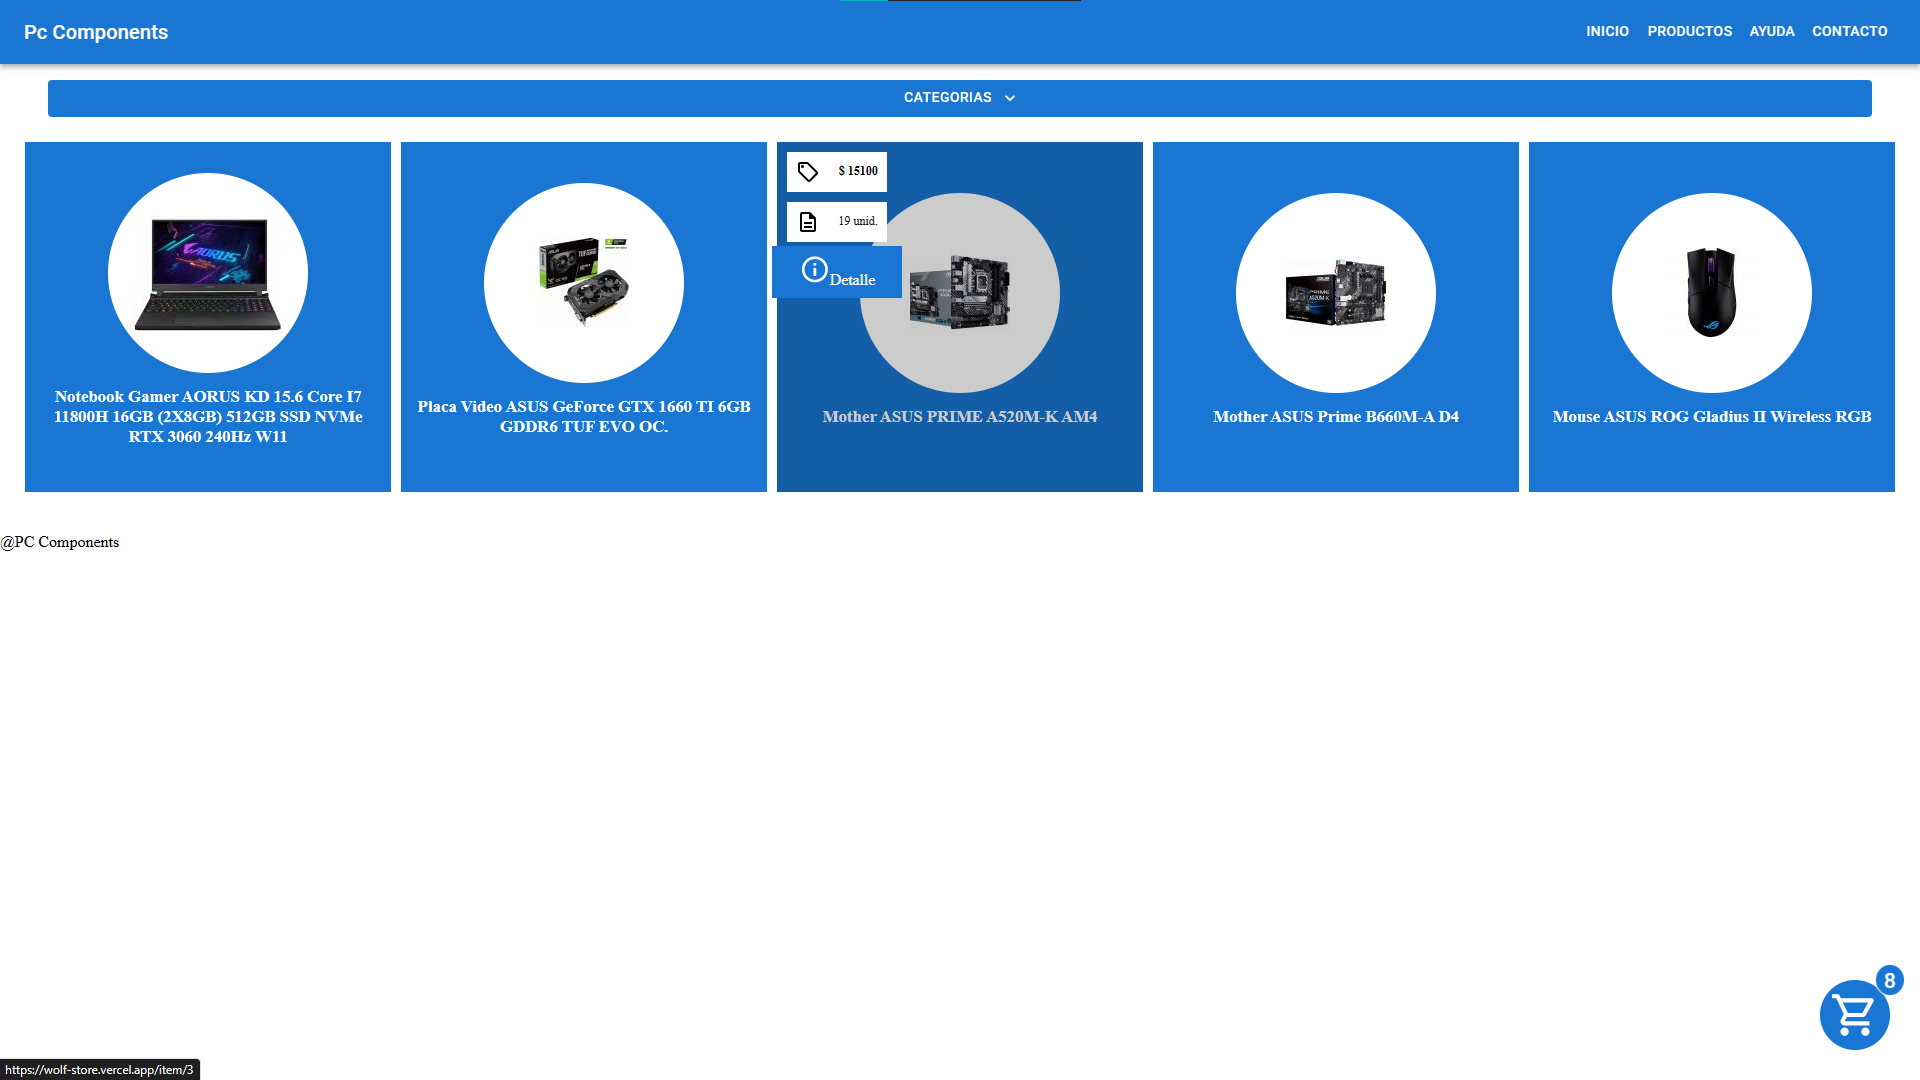 Pc Components
INICIO
PRODUCTOS
AYUDA
CONTACTO
CATEGORIAS
Notebook Gamer AORUS KD 15.6 Core I7
11800H 16GB (2X8GB) 512GB SSD NVMe
RTX 3060 240Hz W11
Placa Video ASUS GeForce GTX 1660 TI 6GB
GDDR6 TUF EVO OC.
$ 15100
19 unid.
Detalle
Mother ASUS PRIME A520M-K AM4
Mother ASUS Prime B660M-A D4
Mouse ASUS ROG Gladius II Wireless RGB
@PC Components
8
https://wolf-store.vercel.app/item/3